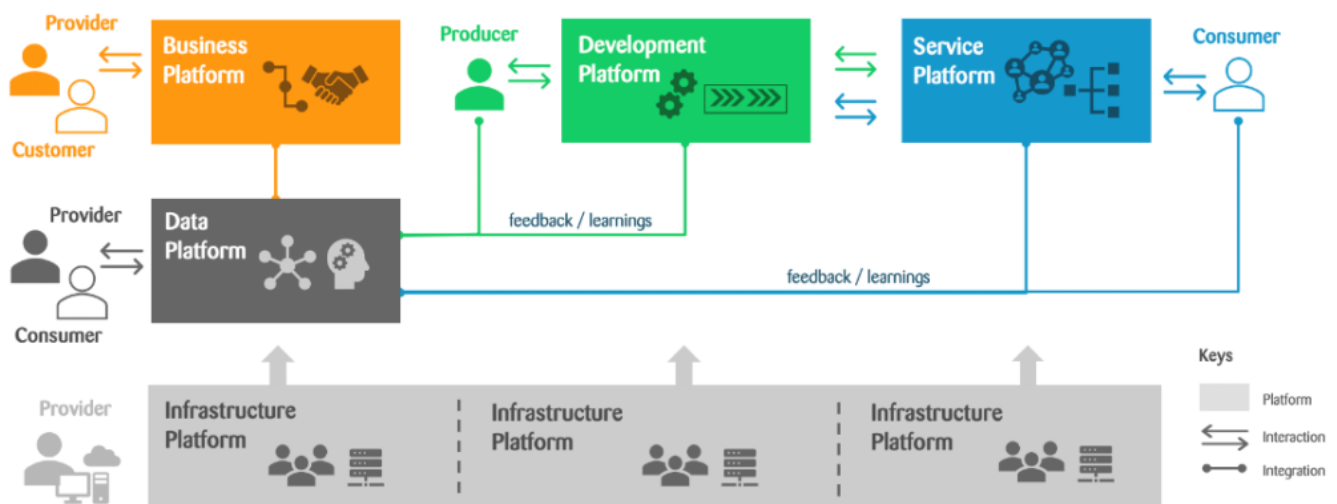 Provider
Customer
Business
Platform
Producer
Development
Platform
Service
Platform
Consumer
Provider
Consumer
Data
Platform
feedback / learnings
feedback / learnings
Provider
Infrastructure
Platform
Infrastructure
Platform
Infrastructure
Platform
Keys
Platform
Interaction
Integration